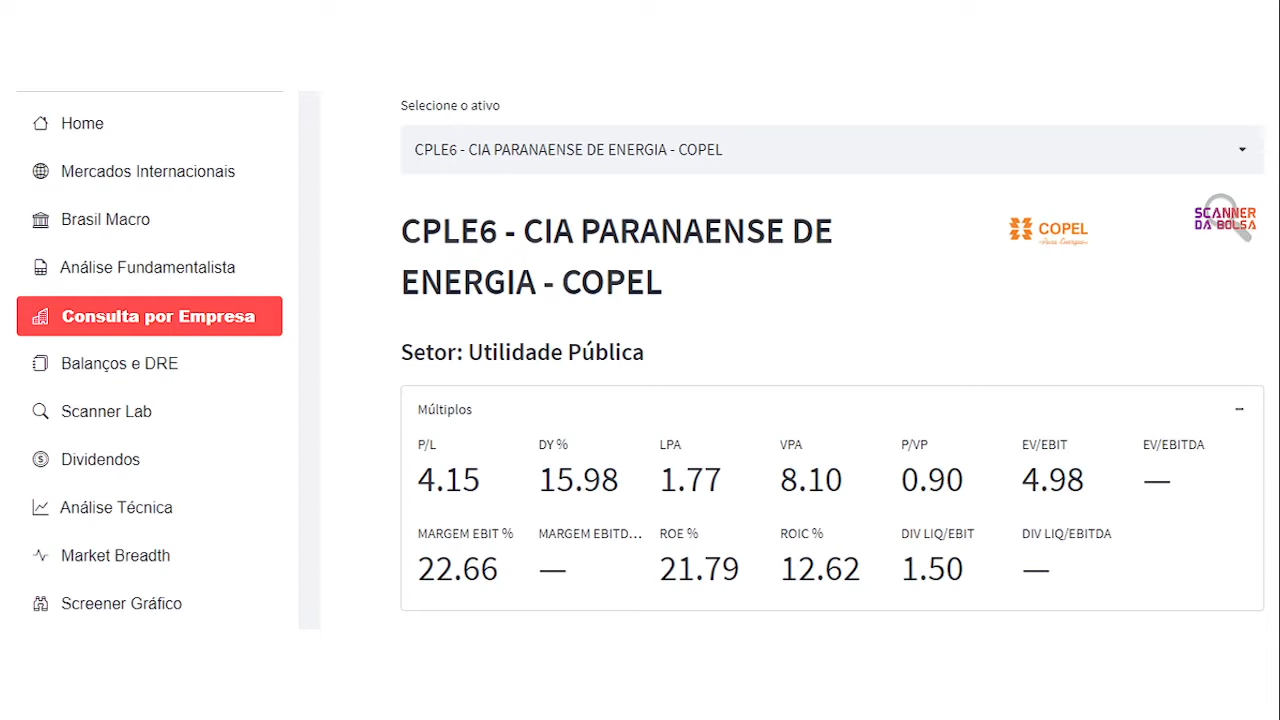 Home
Mercados Internacionais
Brasil Macro
Análise Fundamentalista
Consulta por Empresa
Balanços e DRE
Scanner Lab
Dividendos
Análise Técnica
Market Breadth
Screener Gráfico
Selecione o ativo
CPLE6 - CIA PARANAENSE DE ENERGIA - COPEL
CPLE6 - CIA PARANAENSE DE
ENERGIA - COPEL
COPEL
Pura Energia
SCANNER
DA BOLSA
Setor: Utilidade Pública
Múltiplos
P/L DY % LPA VPA P/VP EV/EBIT EV/EBITDA
4.15 15.98 1.77 8.10 0.90 4.98 —
MARGEM EBIT % MARGEM EBITD... ROE % ROIC % DIV LIQ/EBIT DIV LIQ/EBITDA
22.66 — 21.79 12.62 1.50 —